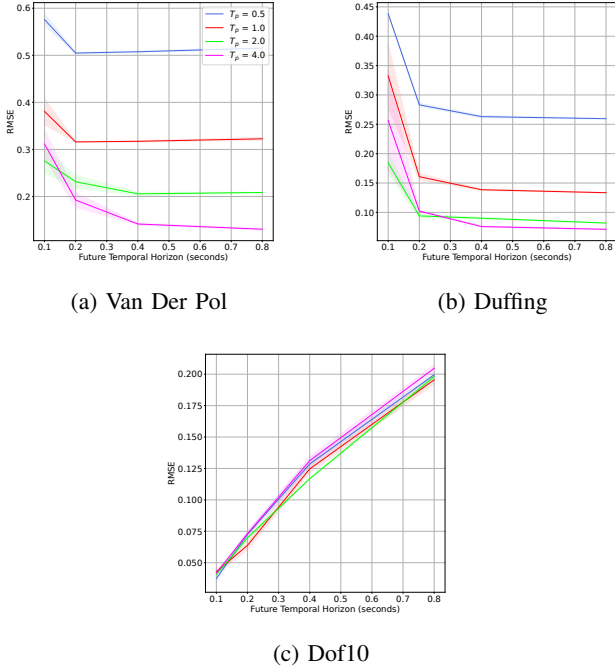 T_p = 0.5
T_p = 1.0
T_p = 2.0
T_p = 4.0
RMSE
0.6
0.5
0.4
0.3
0.2
0.1 0.2 0.3 0.4 0.5 0.6 0.7 0.8
Future Temporal Horizon (seconds)
(a) Van Der Pol
RMSE
0.45
0.40
0.35
0.30
0.25
0.20
0.15
0.10
0.1 0.2 0.3 0.4 0.5 0.6 0.7 0.8
Future Temporal Horizon (seconds)
(b) Duffing
RMSE
0.200
0.175
0.150
0.125
0.100
0.075
0.050
0.1 0.2 0.3 0.4 0.5 0.6 0.7 0.8
Future Temporal Horizon (seconds)
(c) Dof10